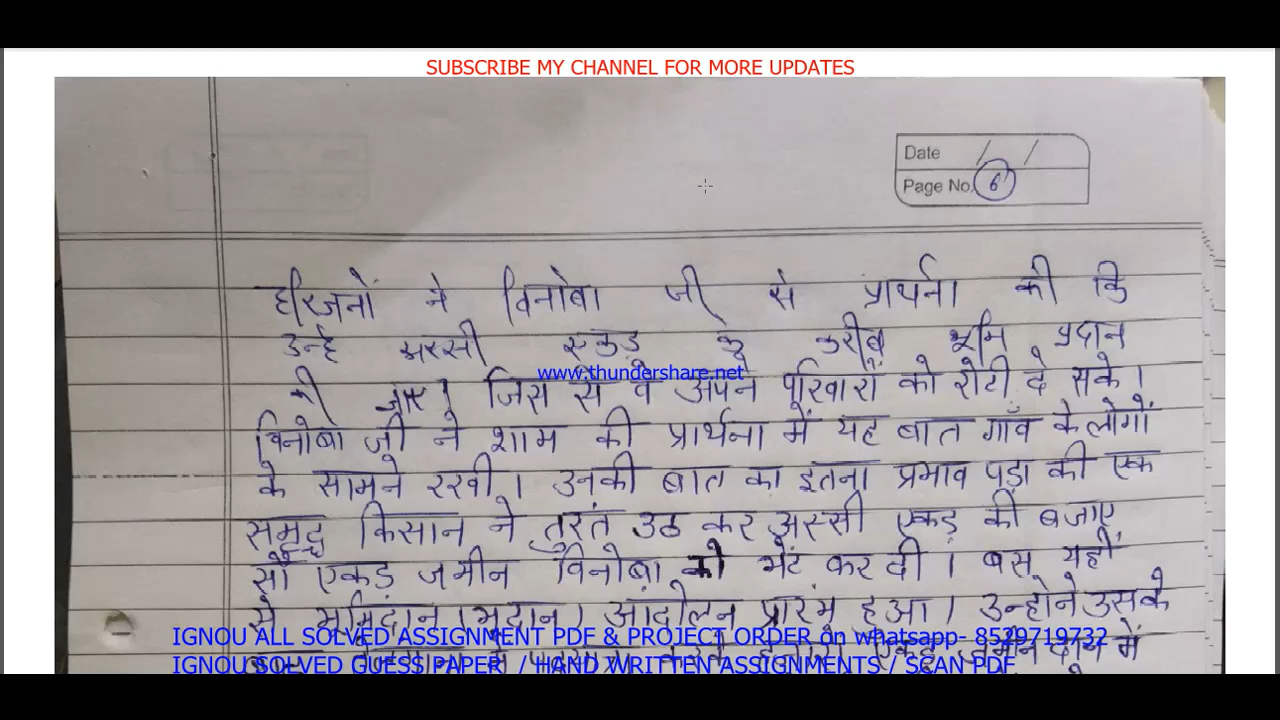 SUBSCRIBE MY CHANNEL FOR MORE UPDATES
Date / /
Page No. 6
हरिजनों ने विनोबा जी से प्रार्थना की कि
उन्हे अस्सी एकड़ के करीब भूमि प्रदान
www.thundershare.net
की जाए। जिस से वे अपने परिवारों को रोटी दे सके।
विनोबा जी ने शाम की प्रार्थना में यह बात गाँव के लोगों
के सामने रखी। उनकी बात का इतना प्रभाव पड़ा की एक
समृद्ध किसान ने तुरंत उठ कर अस्सी एकड़ की बजाए
सौ एकड़ जमीन विनोबा को भेंट कर दी। बस यहीं
से भूमिदान (भूदान) आंदोलन प्रारंभ हुआ। उन्होने उसके
IGNOU ALL SOLVED ASSIGNMENT PDF & PROJECT ORDER on whatsapp- 8529719732
एकड़ जमीन दान में
IGNOU SOLVED GUESS PAPER / HAND WRITTEN ASSIGNMENTS / SCAN PDF